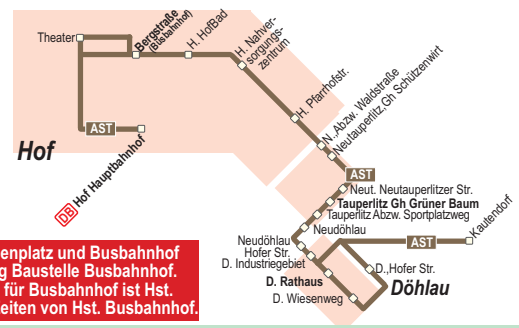 Theater
Bergstraße
(Busbahnhof)
H. HofBad
H. Nahver-
sorgungs-
zentrum
H. Pfarrhofstr.
N.,Abzw. Waldstraße
Neutauperlitz,Gh Schützenwirt
AST
Hof
DB Hof Hauptbahnhof
AST
Neut. Neutauperlitzer Str.
Tauperlitz Gh Grüner Baum
Tauperlitz Abzw. Sportplatzweg
Neudöhlau
Neudöhlau
Hofer Str.
D. Industriegebiet
D. Rathaus
D. Wiesenweg
AST
Kautendorf
D.,Hofer Str.
Döhlau
enplatz und Busbahnhof
g Baustelle Busbahnhof.
für Busbahnhof ist Hst.
eiten von Hst. Busbahnhof.